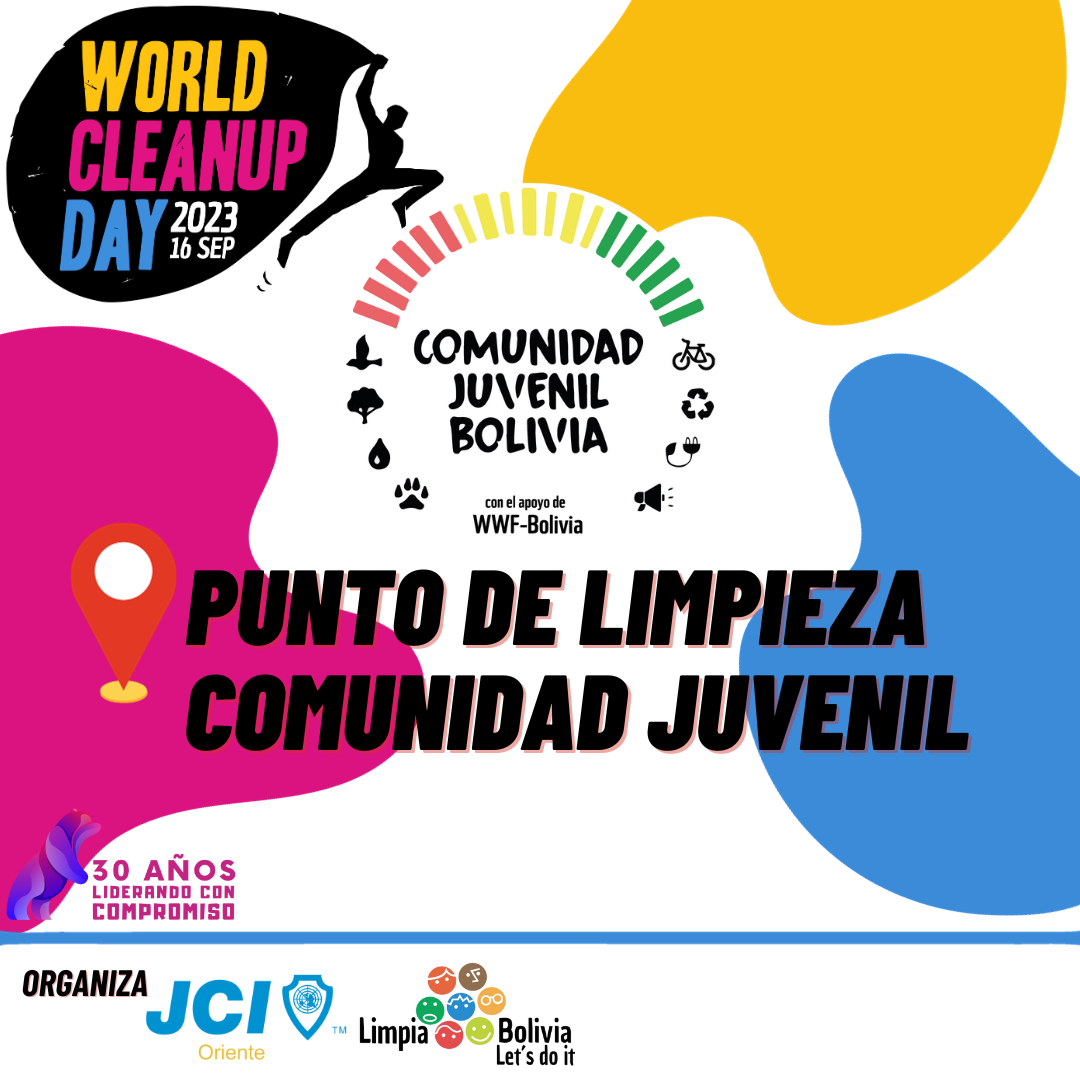 WORLD
CLEANUP
DAY 2023
16 SEP
COMUNIDAD
JUVENIL
BOLIVIA
con el apoyo de
WWF-Bolivia
PUNTO DE LIMPIEZA
COMUNIDAD JUVENIL
30 AÑOS
LIDERANDO CON
COMPROMISO
ORGANIZA
JCI TM
Oriente
Limpia Bolivia
Let's do it